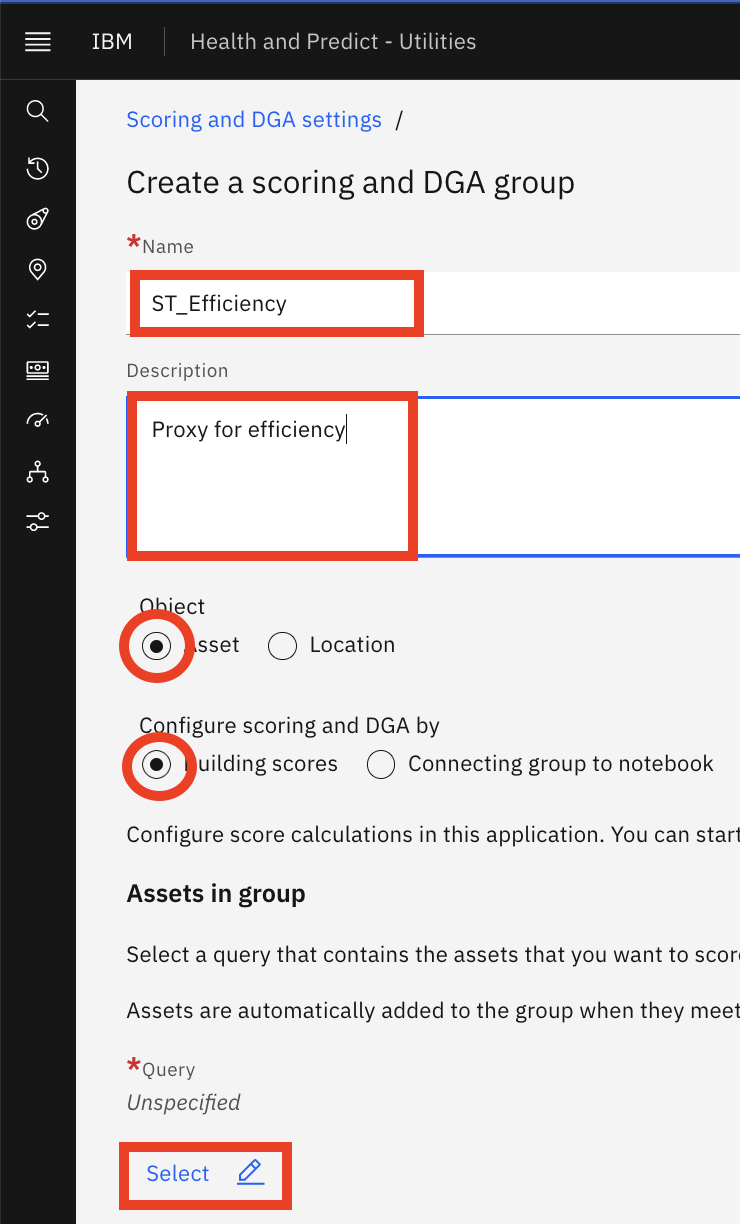 IBM Health and Predict - Utilities
Scoring and DGA settings /
Create a scoring and DGA group
*Name
ST_Efficiency
Description
Proxy for efficiency
Object
Asset Location
Configure scoring and DGA by
Building scores Connecting group to notebook
Configure score calculations in this application. You can start
Assets in group
Select a query that contains the assets that you want to score
Assets are automatically added to the group when they meet
*Query
Unspecified
Select